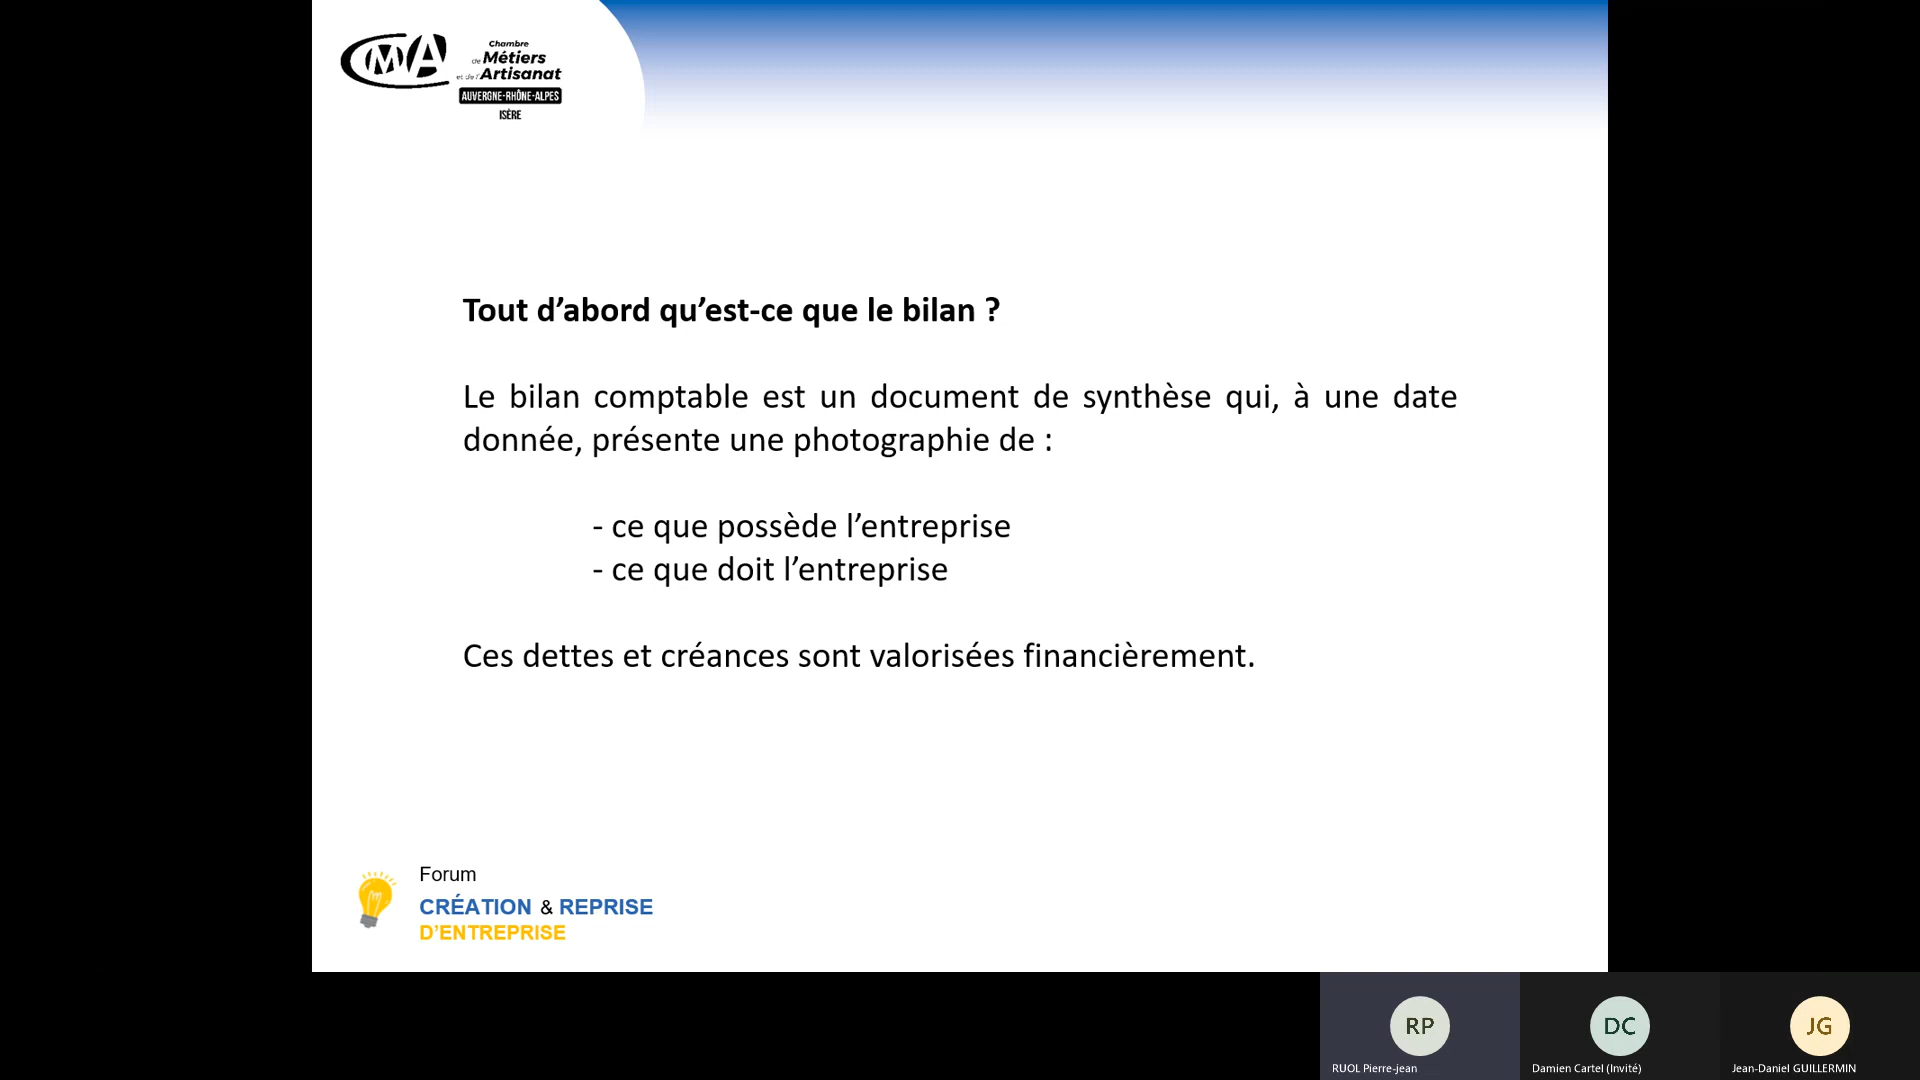 CMA
Chambre
de Métiers
et de l'Artisanat
AUVERGNE-RHÔNE-ALPES
ISÈRE
Tout d’abord qu’est-ce que le bilan ?
Le bilan comptable est un document de synthèse qui, à une date
donnée, présente une photographie de :
- ce que possède l’entreprise
- ce que doit l’entreprise
Ces dettes et créances sont valorisées financièrement.
Forum
CRÉATION & REPRISE
D’ENTREPRISE
RP
DC
JG
RUOL Pierre-jean
Damien Cartel (Invité)
Jean-Daniel GUILLERMIN